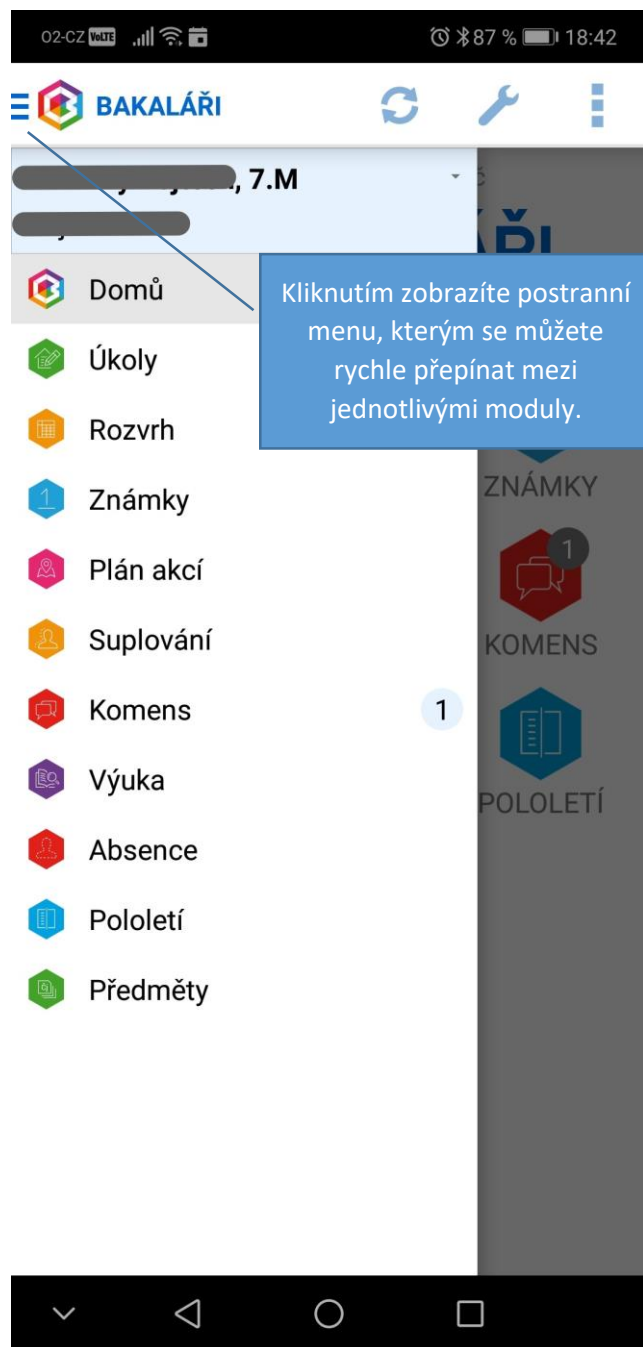 O2-CZ VoLTE 87 % 18:42
BAKALÁŘI
, 7.M
Domů
Kliknutím zobrazíte postranní
menu, kterým se můžete
rychle přepínat mezi
jednotlivými moduly.
Úkoly
Rozvrh
Známky
ZNÁMKY
Plán akcí
1
Suplování
KOMENS
Komens 1
Výuka
POLOLETÍ
Absence
Pololetí
Předměty